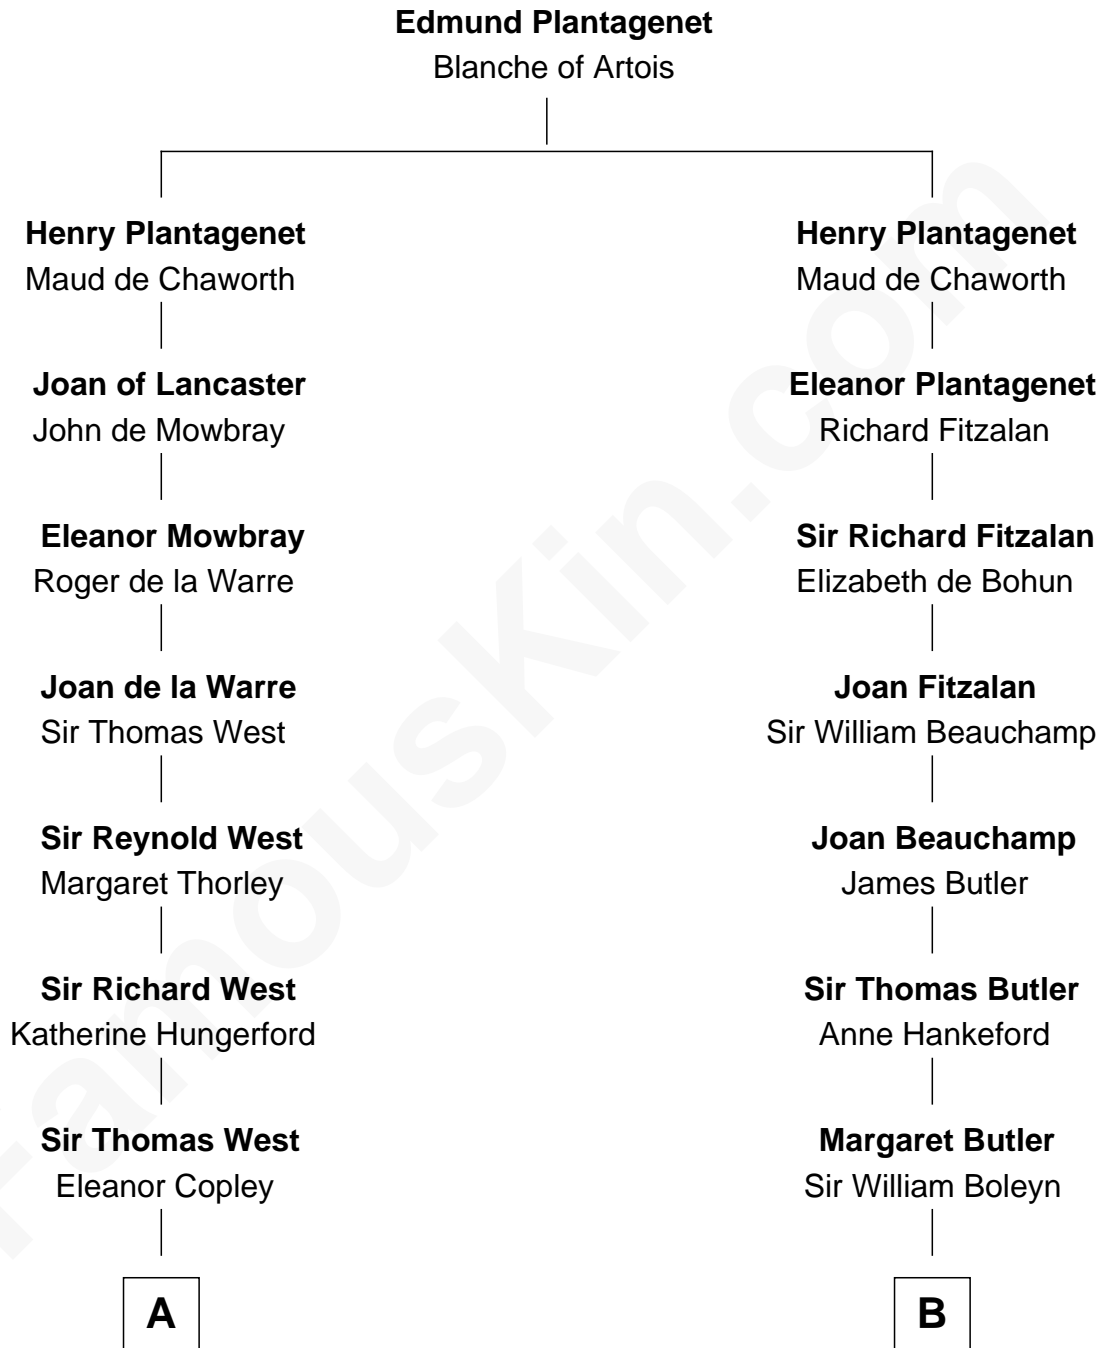 Edmund Plantagenet
Blanche of Artois
Henry Plantagenet
Maud de Chaworth
Henry Plantagenet
Maud de Chaworth
Joan of Lancaster
John de Mowbray
Eleanor Plantagenet
Richard Fitzalan
Eleanor Mowbray
Roger de la Warre
Sir Richard Fitzalan
Elizabeth de Bohun
Joan de la Warre
Sir Thomas West
Joan Fitzalan
Sir William Beauchamp
Sir Reynold West
Margaret Thorley
Joan Beauchamp
James Butler
Sir Richard West
Katherine Hungerford
Sir Thomas Butler
Anne Hankeford
Sir Thomas West
Eleanor Copley
Margaret Butler
Sir William Boleyn
A
B
FamousKin.com